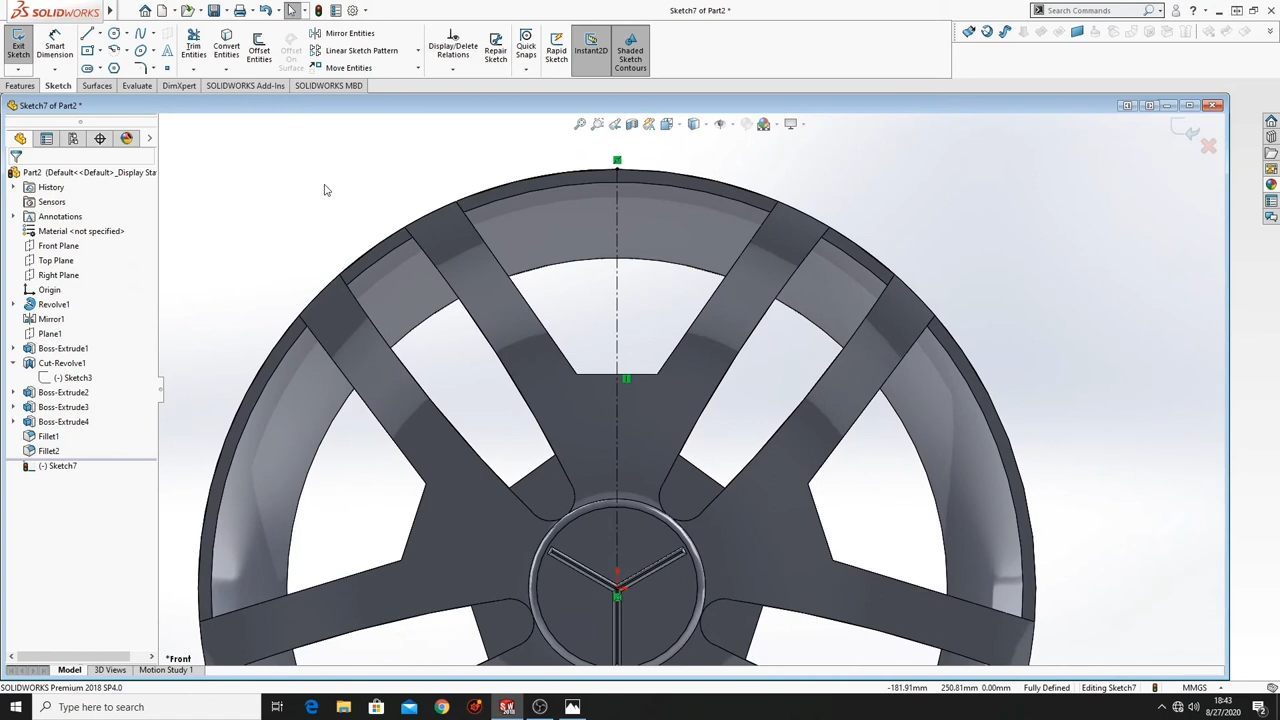 SOLIDWORKS
Sketch7 of Part2 *
Search Commands
Exit Sketch
Smart Dimension
Trim Entities
Convert Entities
Offset Entities
Offset On Surface
Mirror Entities
Linear Sketch Pattern
Move Entities
Display/Delete Relations
Repair Sketch
Quick Snaps
Rapid Sketch
Instant2D
Shaded Sketch Contours
Features Sketch Surfaces Evaluate DimXpert SOLIDWORKS Add-Ins SOLIDWORKS MBD
Sketch7 of Part2 *
Part2 (Default<<Default>_Display Sta
History
Sensors
Annotations
Material <not specified>
Front Plane
Top Plane
Right Plane
Origin
Revolve1
Mirror1
Plane1
Boss-Extrude1
Cut-Revolve1
(-) Sketch3
Boss-Extrude2
Boss-Extrude3
Boss-Extrude4
Fillet1
Fillet2
(-) Sketch7
*Front
Model 3D Views Motion Study 1
SOLIDWORKS Premium 2018 SP4.0 -181.91mm 250.81mm 0.00mm Fully Defined Editing Sketch7 MMGS
Type here to search
18:43
8/27/2020